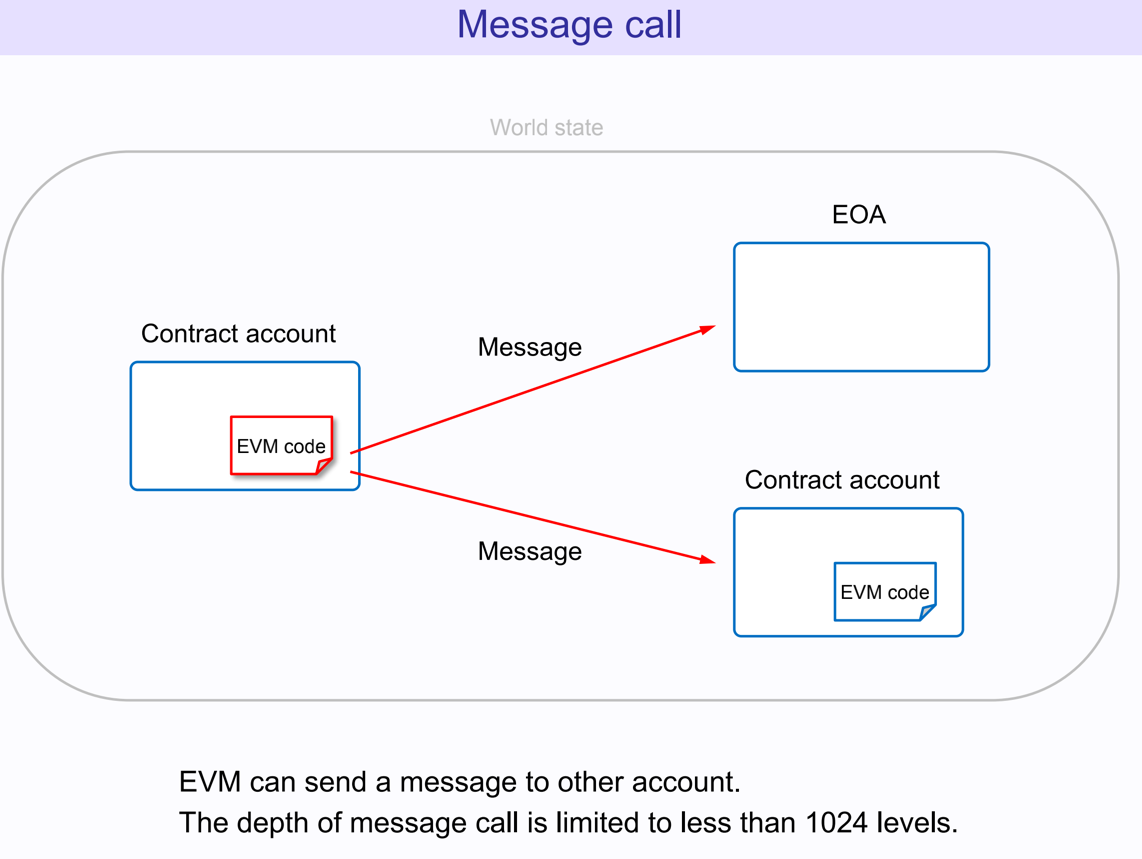 Message call
World state
EOA
Contract account
Message
EVM code
Contract account
Message
EVM code
EVM can send a message to other account.
The depth of message call is limited to less than 1024 levels.